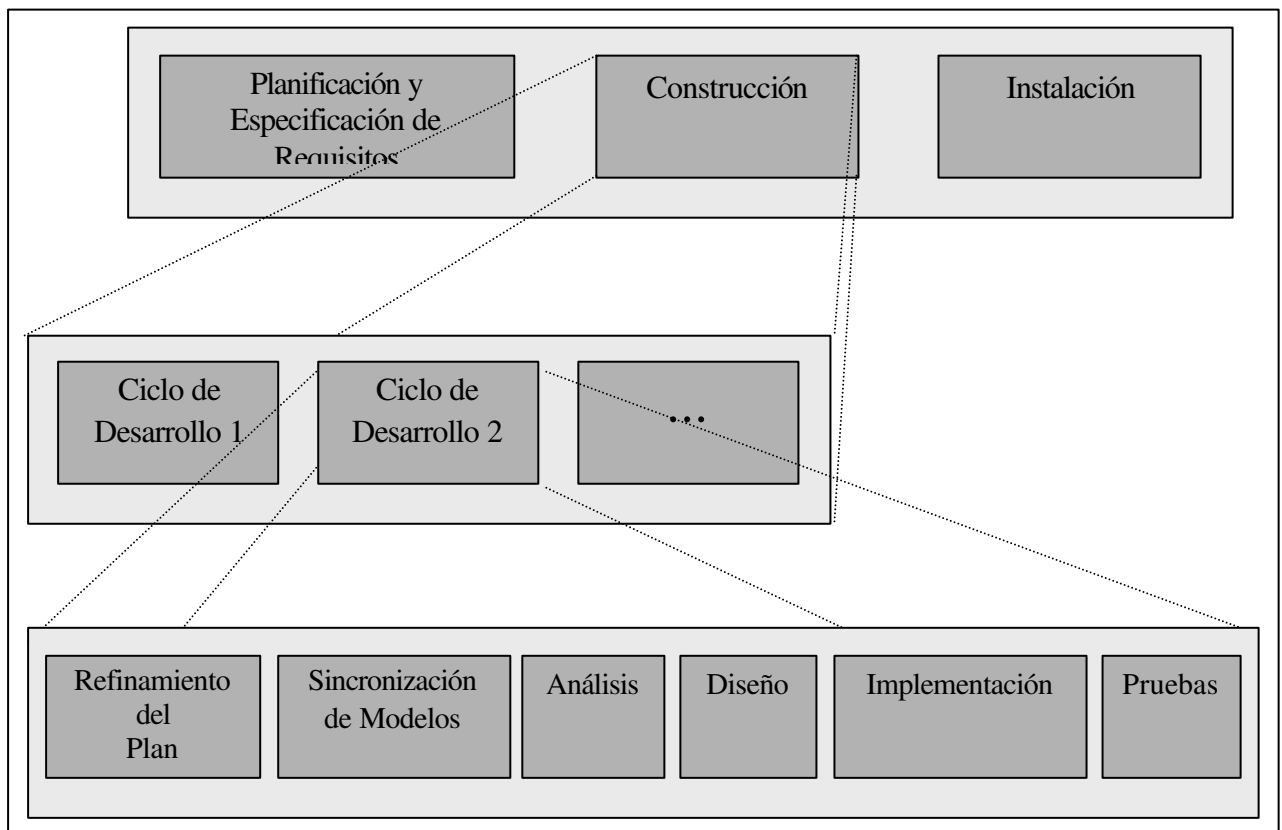 Planificación y
Especificación de
Requisitos
Construcción
Instalación
Ciclo de
Desarrollo 1
Ciclo de
Desarrollo 2
...
Refinamiento
del
Plan
Sincronización
de Modelos
Análisis
Diseño
Implementación
Pruebas